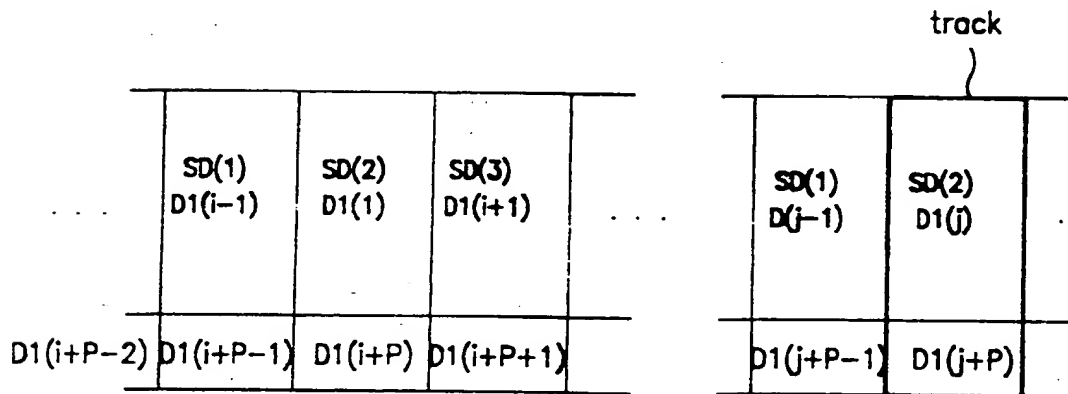 track
SD(1) SD(2) SD(3) SD(1) SD(2)
.... D1(i-1) D1(1) D1(i+1) .... D(j-1) D1(j) .
D1(i+P-2) D1(i+P-1) D1(i+P) D1(i+P+1) D1(j+P-1) D1(j+P)